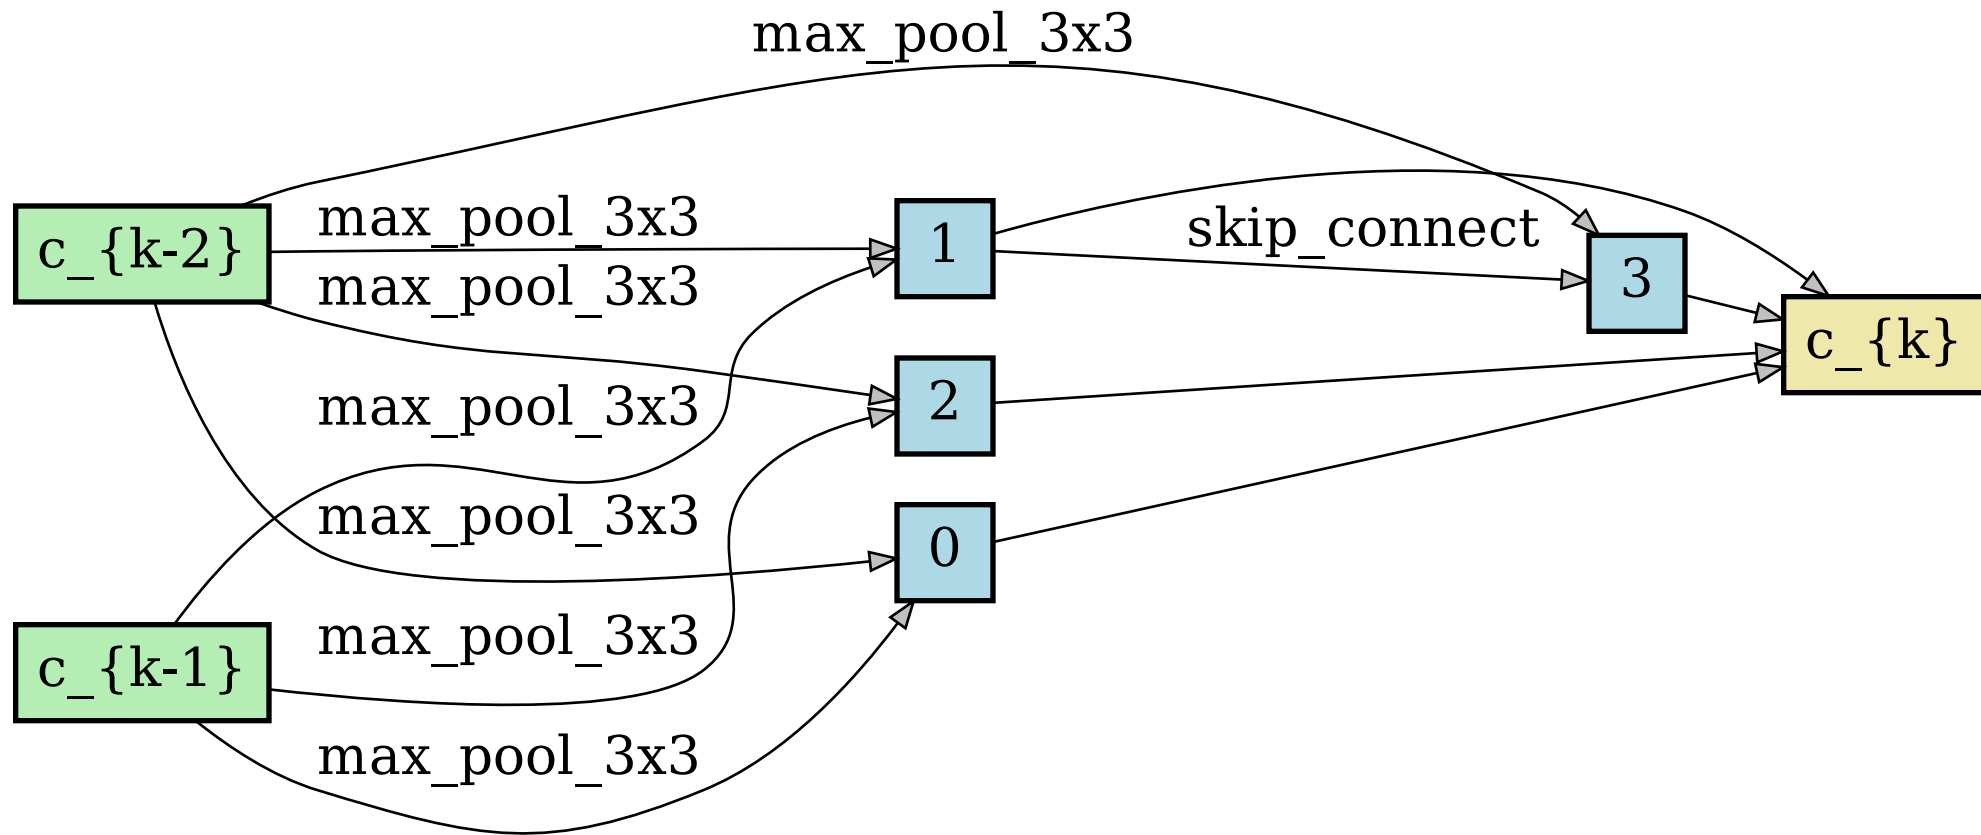 max_pool_3x3
max_pool_3x3
skip_connect
c_{k-2}
1
max_pool_3x3
3
c_{k}
max_pool_3x3
2
max_pool_3x3
0
max_pool_3x3
c_{k-1}
max_pool_3x3